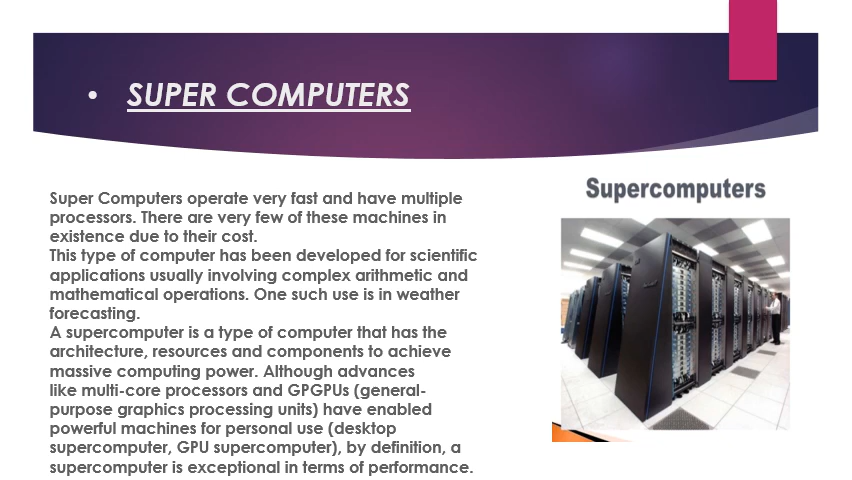 • SUPER COMPUTERS
Super Computers operate very fast and have multiple
processors. There are very few of these machines in
existence due to their cost.
This type of computer has been developed for scientific
applications usually involving complex arithmetic and
mathematical operations. One such use is in weather
forecasting.
A supercomputer is a type of computer that has the
architecture, resources and components to achieve
massive computing power. Although advances
like multi-core processors and GPGPUs (general-
purpose graphics processing units) have enabled
powerful machines for personal use (desktop
supercomputer, GPU supercomputer), by definition, a
supercomputer is exceptional in terms of performance.
Supercomputers